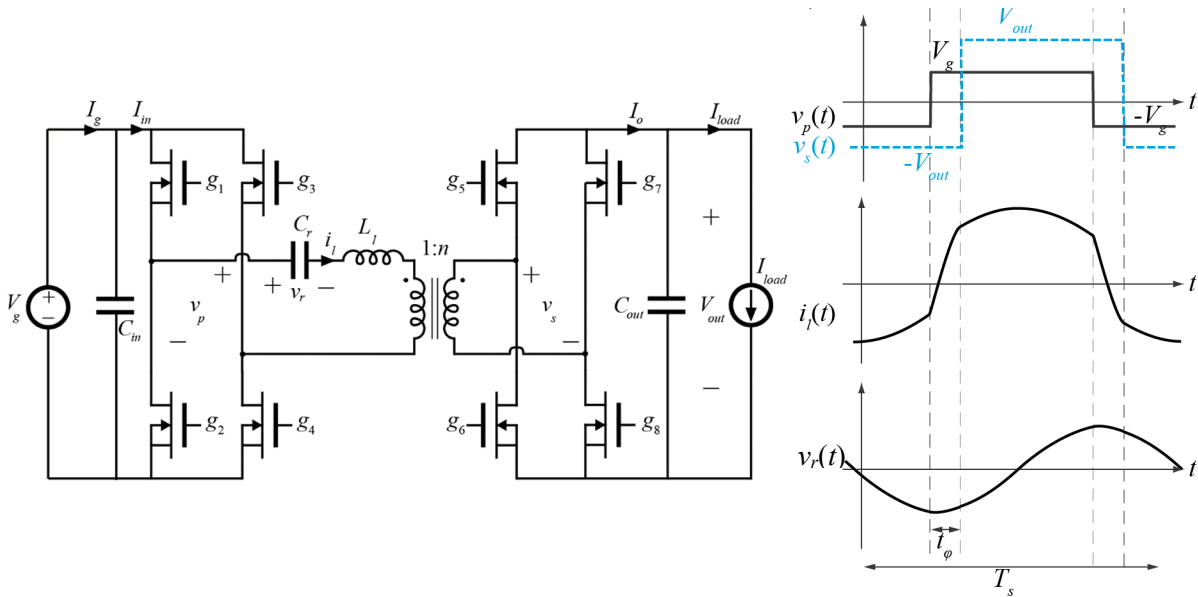 I_g I_in I_o I_load
g_1 g_3 g_5 g_7
C_r i_l L_l 1:n
+ v_r −
V_g + − C_in + v_p − + v_s − C_out + V_out − I_load
g_2 g_4 g_6 g_8
V_out
V_g
t
v_p(t) -V_g
v_s(t) -V_out
i_l(t) t
v_r(t) t
t_φ
T_s